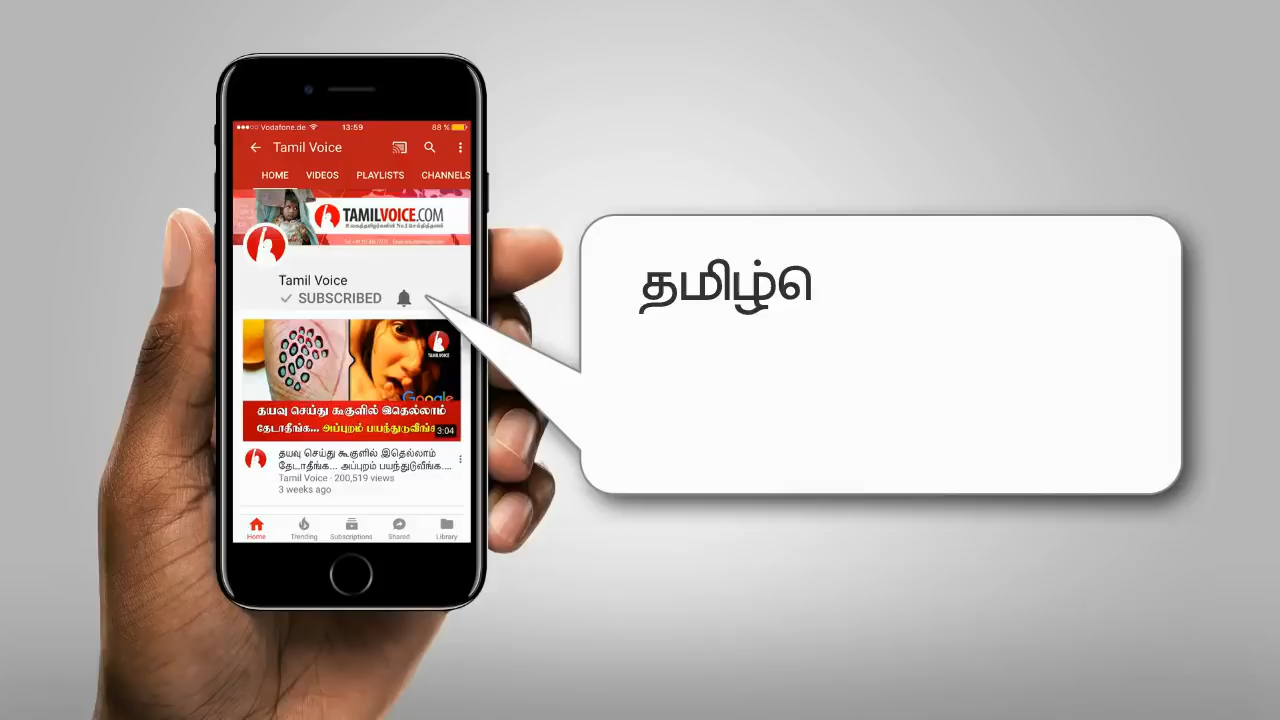 Vodafone.de 13:59 88 %
Tamil Voice
HOME VIDEOS PLAYLISTS CHANNELS
TAMILVOICE.COM
Tamil Voice
SUBSCRIBED
TAMILVOICE
Google
தயவு செய்து கூகுளில் இதெல்லாம்
தேடாதீங்க... அப்புறம் பயந்துடுவீங்க
3:04
தயவு செய்து கூகுளில் இதெல்லாம்
தேடாதீங்க... அப்புறம் பயந்துடுவீங்க....
Tamil Voice · 200,519 views
3 weeks ago
Home Trending Subscriptions Shared Library
தமிழ்ெ